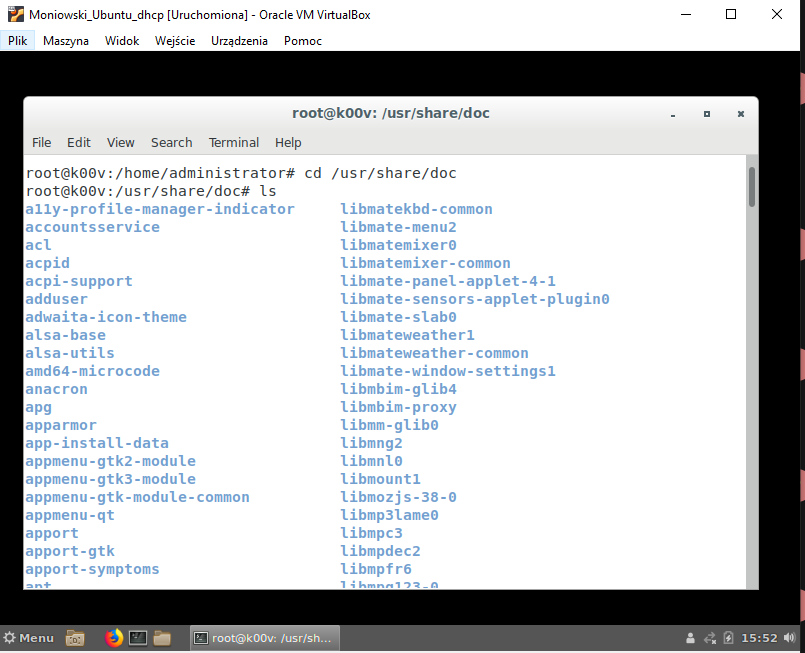 Moniowski_Ubuntu_dhcp [Uruchomiona] - Oracle VM VirtualBox
Plik Maszyna Widok Wejście Urządzenia Pomoc
root@k00v: /usr/share/doc
File Edit View Search Terminal Help
root@k00v:/home/administrator# cd /usr/share/doc
root@k00v:/usr/share/doc# ls
a11y-profile-manager-indicator libmatekbd-common
accountsservice libmate-menu2
acl libmatemixer0
acpid libmatemixer-common
acpi-support libmate-panel-applet-4-1
adduser libmate-sensors-applet-plugin0
adwaita-icon-theme libmate-slab0
alsa-base libmateweather1
alsa-utils libmateweather-common
amd64-microcode libmate-window-settings1
anacron libmbim-glib4
apg libmbim-proxy
apparmor libmm-glib0
app-install-data libmng2
appmenu-gtk2-module libmnl0
appmenu-gtk3-module libmount1
appmenu-gtk-module-common libmozjs-38-0
appmenu-qt libmp3lame0
apport libmpc3
apport-gtk libmpdec2
apport-symptoms libmpfr6
apt libmpg123-0
Menu root@k00v: /usr/sh... 15:52